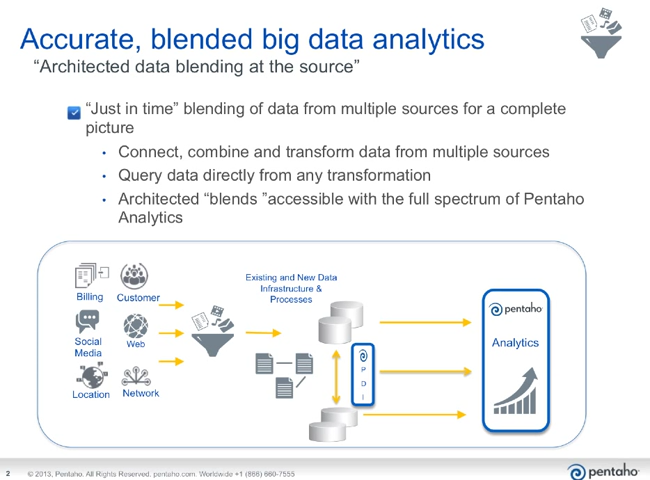 Accurate, blended big data analytics
“Architected data blending at the source”
“Just in time” blending of data from multiple sources for a complete
picture
• Connect, combine and transform data from multiple sources
• Query data directly from any transformation
• Architected “blends ”accessible with the full spectrum of Pentaho
Analytics
Billing
Customer
Social
Media
Web
Location
Network
Existing and New Data
Infrastructure &
Processes
P
D
I
pentaho
Analytics
2
© 2013, Pentaho. All Rights Reserved. pentaho.com. Worldwide +1 (866) 660-7555
pentaho